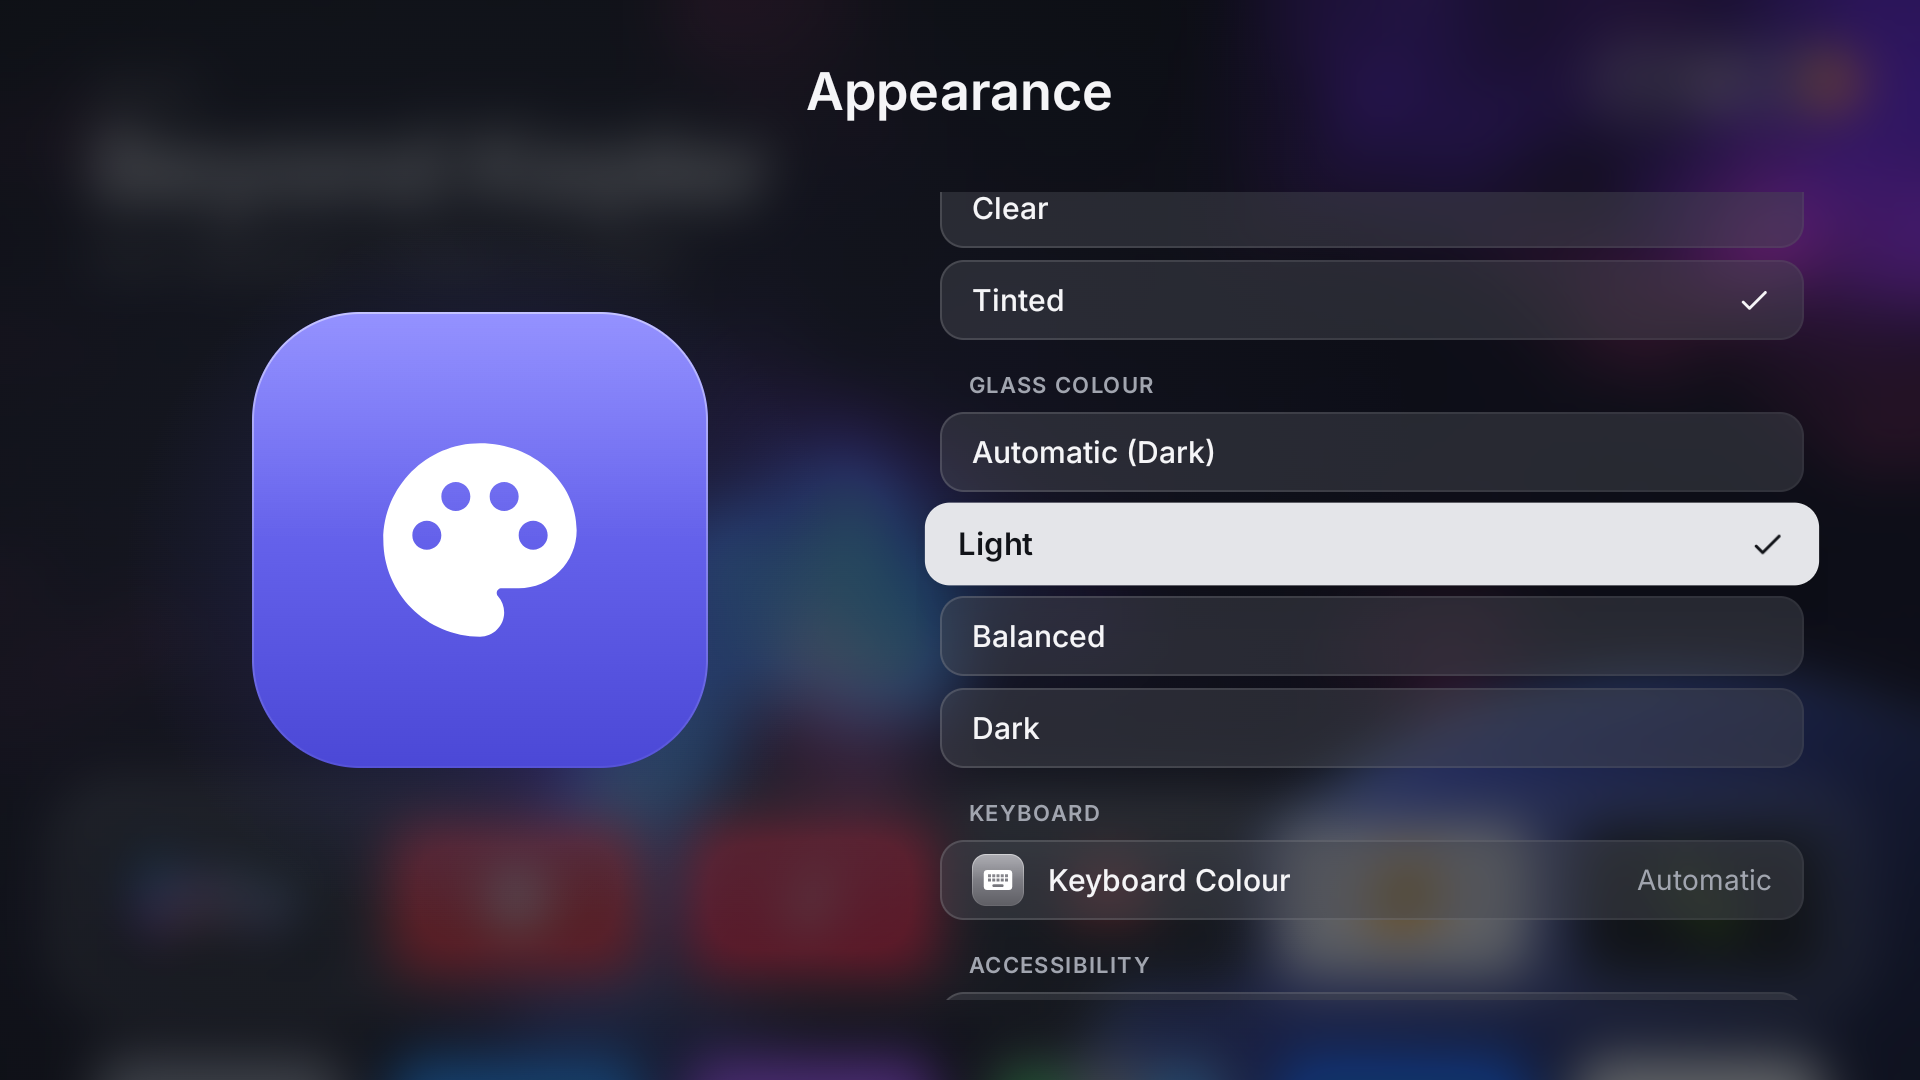 Appearance
Clear
Tinted
GLASS COLOUR
Automatic (Dark)
Light
Balanced
Dark
KEYBOARD
Keyboard Colour Automatic
ACCESSIBILITY